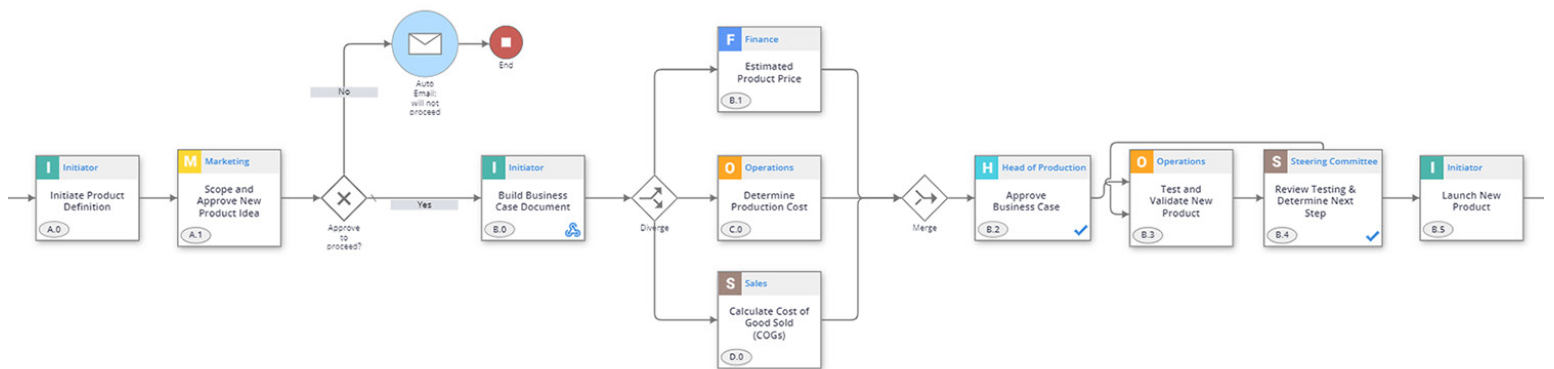 I Initiator
Initiate Product
Definition
A.0
M Marketing
Scope and
Approve New
Product Idea
A.1
Approve
to
proceed?
No
Auto
Email:
will not
proceed
End
Yes
I Initiator
Build Business
Case Document
B.0
Diverge
F Finance
Estimated
Product Price
B.1
O Operations
Determine
Production Cost
C.0
S Sales
Calculate Cost of
Good Sold
(COGs)
D.0
Merge
H Head of Production
Approve
Business Case
B.2
O Operations
Test and
Validate New
Product
B.3
S Steering Committee
Review Testing &
Determine Next
Step
B.4
I Initiator
Launch New
Product
B.5